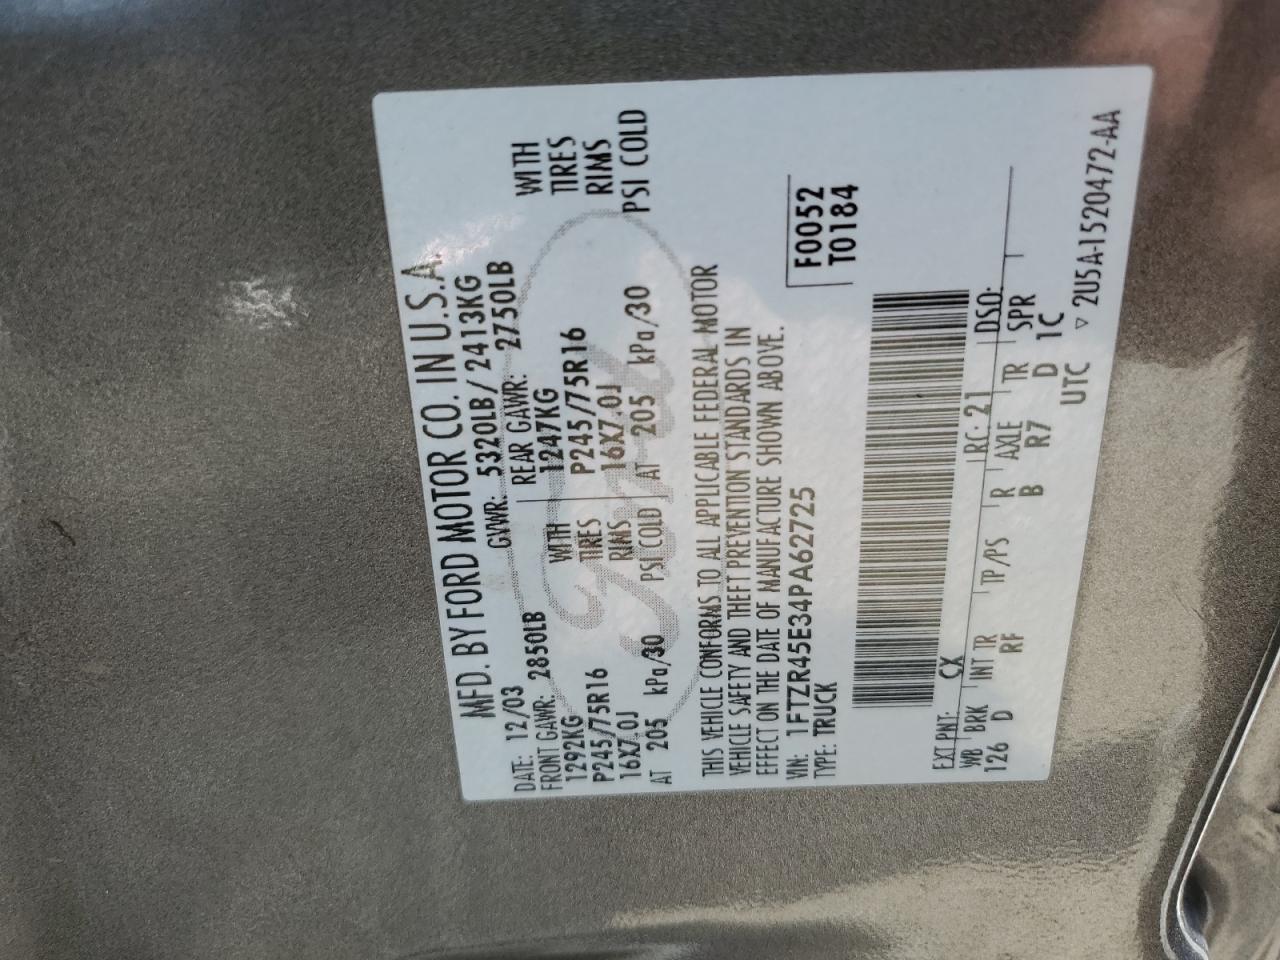 MFD. BY FORD MOTOR CO. IN U.S.A.
DATE: 12/03 GVWR: 5320LB / 2413KG
FRONT GAWR: 2850LB REAR GAWR: 2750LB
1292KG WITH 1247KG WITH
P245/75R16 TIRES P245/75R16 TIRES
16X7.0J RIMS 16X7.0J RIMS
AT 205 kPa/30 PSI COLD AT 205 kPa/30 PSI COLD
THIS VEHICLE CONFORMS TO ALL APPLICABLE FEDERAL MOTOR
VEHICLE SAFETY AND THEFT PREVENTION STANDARDS IN
EFFECT ON THE DATE OF MANUFACTURE SHOWN ABOVE.
VIN: 1FTZR45E34PA62725 F0052
TYPE: TRUCK T0184
EXT PNT: CX RC: 21 DSO:
WB BRK INT TR TP/PS R AXLE TR SPR
126 D RF B R7 D 1C
UTC ▽ 2U5A-1520472-AA
Ford